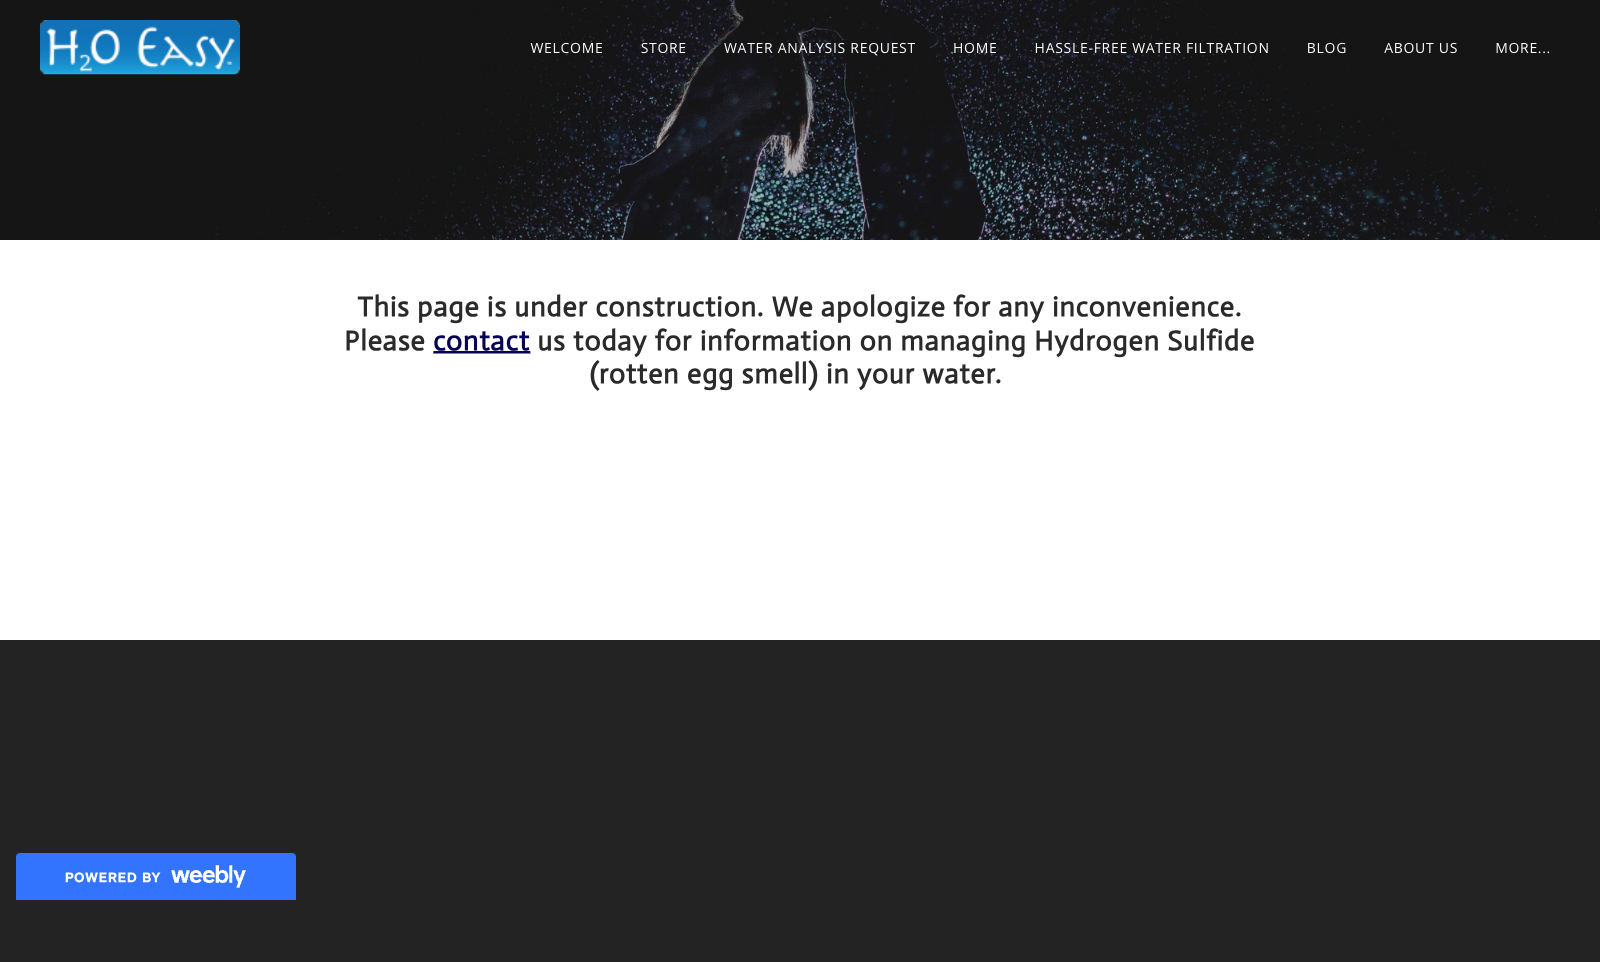 H2O Easy™
WELCOME STORE WATER ANALYSIS REQUEST HOME HASSLE-FREE WATER FILTRATION BLOG ABOUT US MORE...
This page is under construction. We apologize for any inconvenience.
Please contact us today for information on managing Hydrogen Sulfide
(rotten egg smell) in your water.
POWERED BY weebly